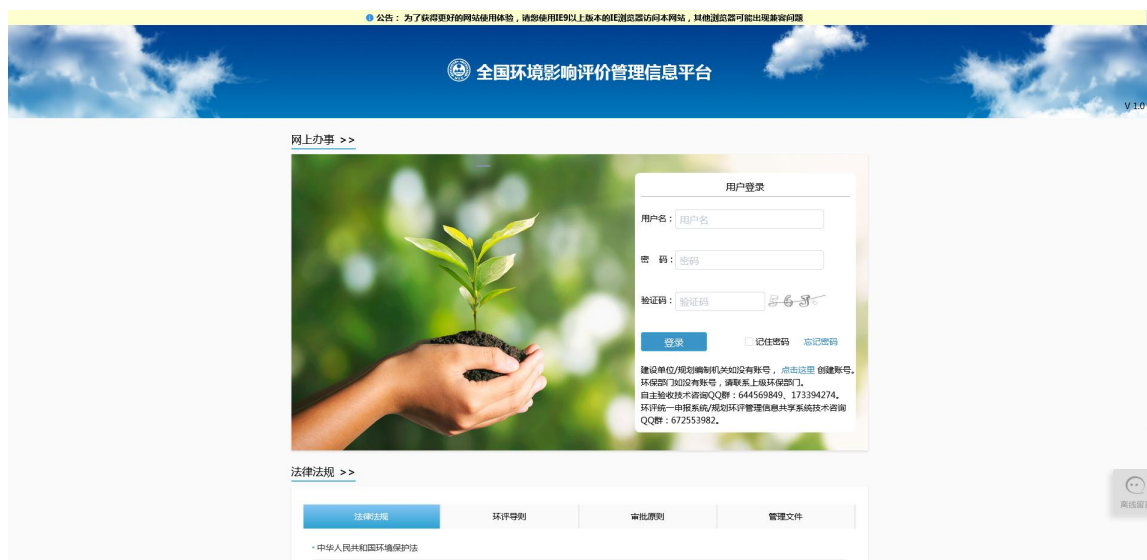 公告：为了获得更好的网站使用体验，请您使用IE9以上版本的IE浏览器访问本网站，其他浏览器可能出现兼容问题
全国环境影响评价管理信息平台
V 1.0
网上办事 >>
用户登录
用户名： 用户名
密 码： 密码
验证码： 验证码
登录 记住密码 忘记密码
建设单位/规划编制机关如没有账号， 点击这里 创建账号。
环保部门如没有账号，请联系上级环保部门。
自主验收技术咨询QQ群：644569849、173394274。
环评统一申报系统/规划环评管理信息共享系统技术咨询
QQ群：672553982。
法律法规 >>
离线留
法律法规 环评导则 审批原则 管理文件
中华人民共和国环境保护法